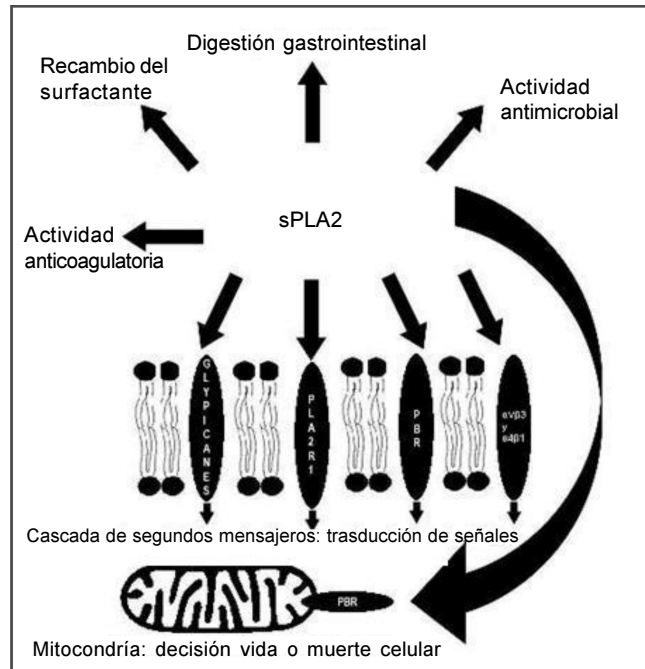 Digestión gastrointestinal
Recambio del
surfactante
Actividad
antimicrobial
sPLA2
Actividad
anticoagulatoria
GLYPICANES
PLA2R1
PBR
αVβ3
y
α4β1
Cascada de segundos mensajeros: trasducción de señales
PBR
Mitocondría: decisión vida o muerte celular